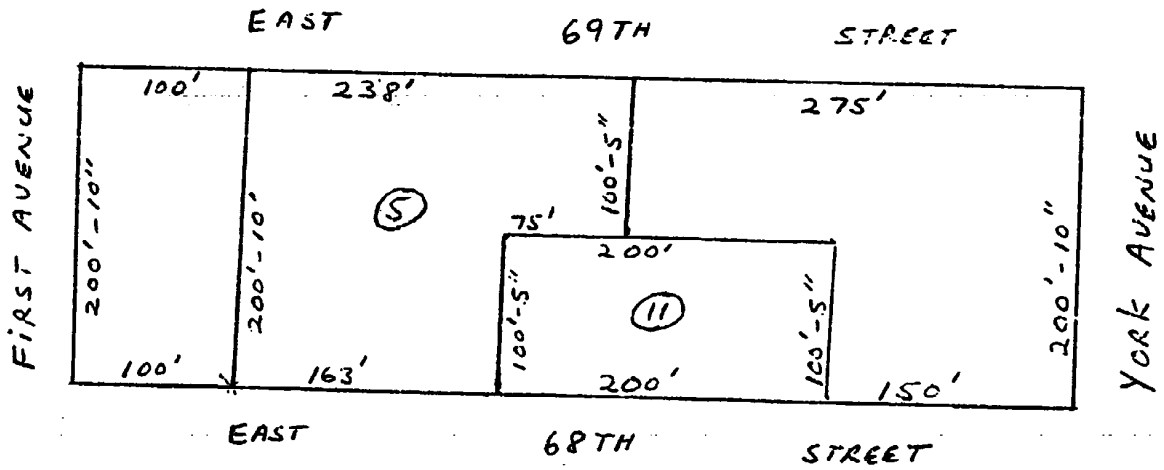 EAST 69TH STREET
100' 238' 275'
FIRST AVENUE
200'-10"
200'-10'
100'-5"
5
75'
200'
100'-5"
11
100'-5"
200'-10"
YORK AVENUE
100' 163' 200' 150'
EAST 68TH STREET